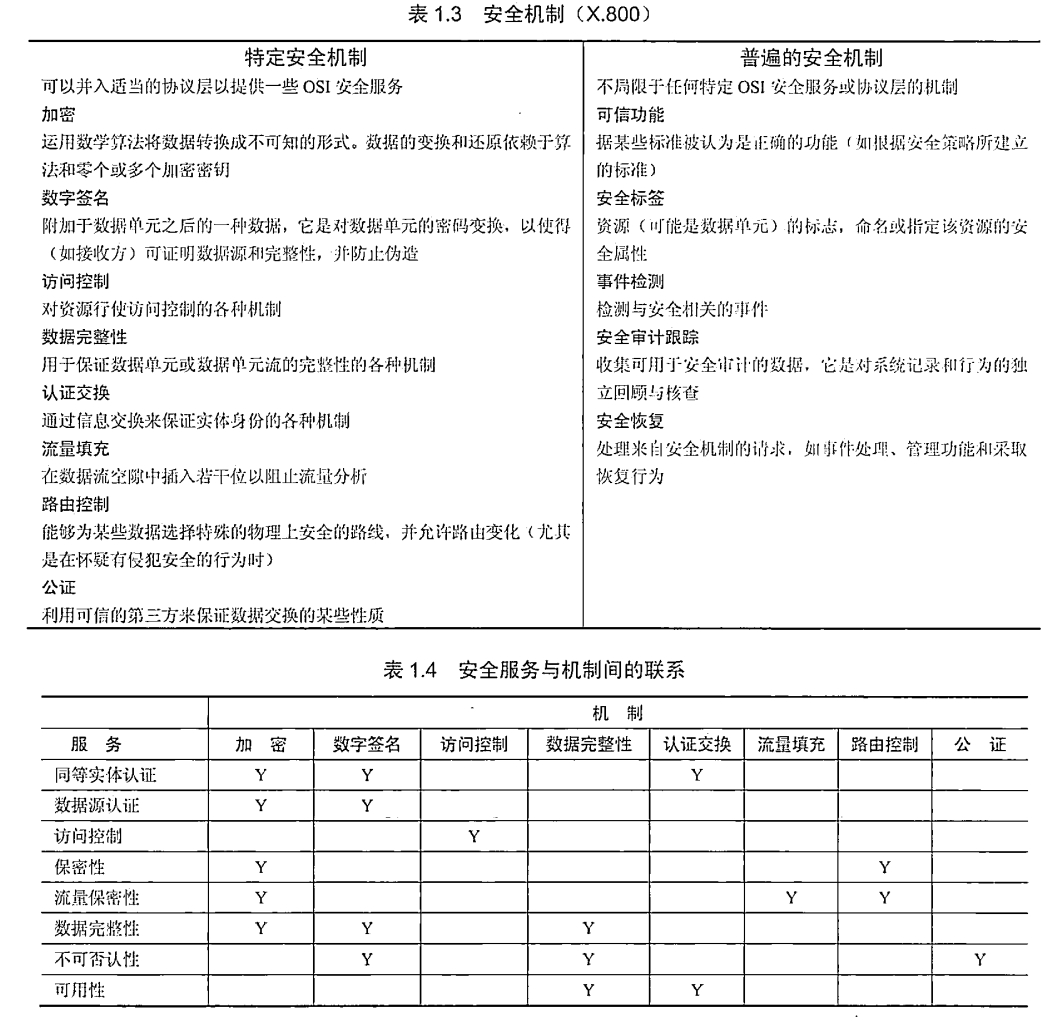 表 1.3 安全机制（X.800）
特定安全机制
可以并入适当的协议层以提供一些 OSI 安全服务
加密
运用数学算法将数据转换成不可知的形式。数据的变换和还原依赖于算
法和零个或多个加密密钥
数字签名
附加于数据单元之后的一种数据，它是对数据单元的密码变换，以使得
（如接收方）可证明数据源和完整性，并防止伪造
访问控制
对资源行使访问控制的各种机制
数据完整性
用于保证数据单元或数据单元流的完整性的各种机制
认证交换
通过信息交换来保证实体身份的各种机制
流量填充
在数据流空隙中插入若干位以阻止流量分析
路由控制
能够为某些数据选择特殊的物理上安全的路线，并允许路由变化（尤其
是在怀疑有侵犯安全的行为时）
公证
利用可信的第三方来保证数据交换的某些性质
普遍的安全机制
不局限于任何特定 OSI 安全服务或协议层的机制
可信功能
据某些标准被认为是正确的功能（如根据安全策略所建立
的标准）
安全标签
资源（可能是数据单元）的标志，命名或指定该资源的安
全属性
事件检测
检测与安全相关的事件
安全审计跟踪
收集可用于安全审计的数据，它是对系统记录和行为的独
立回顾与核查
安全恢复
处理来自安全机制的请求，如事件处理、管理功能和采取
恢复行为
表 1.4 安全服务与机制间的联系
机 制
服 务 加 密 数字签名 访问控制 数据完整性 认证交换 流量填充 路由控制 公 证
同等实体认证 Y Y Y
数据源认证 Y Y
访问控制 Y
保密性 Y Y
流量保密性 Y Y Y
数据完整性 Y Y Y
不可否认性 Y Y Y
可用性 Y Y